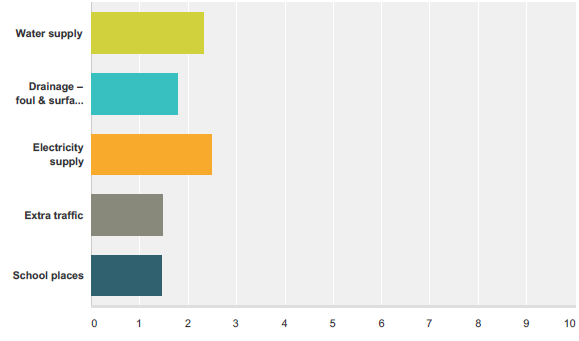 Water supply
Drainage –
foul & surfa...
Electricity
supply
Extra traffic
School places
0 1 2 3 4 5 6 7 8 9 10